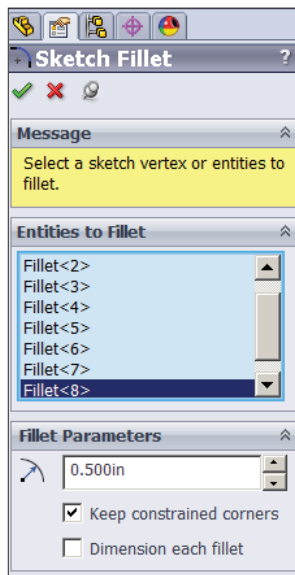 Sketch Fillet ?
Message
Select a sketch vertex or entities to
fillet.
Entities to Fillet
Fillet<2>
Fillet<3>
Fillet<4>
Fillet<5>
Fillet<6>
Fillet<7>
Fillet<8>
Fillet Parameters
0.500in
Keep constrained corners
Dimension each fillet